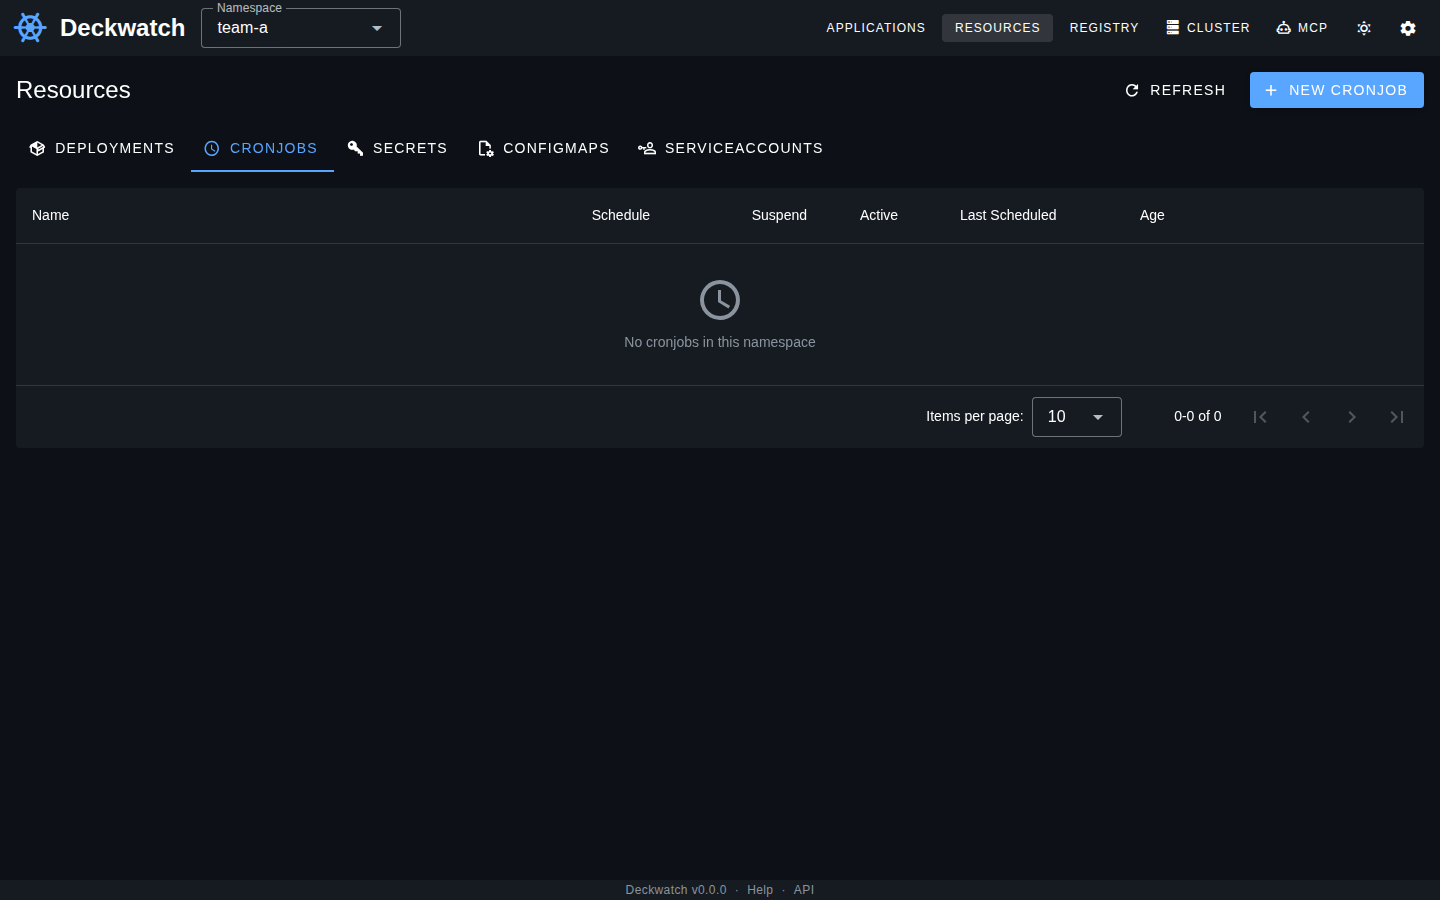 Deckwatch
Namespace
team-a
APPLICATIONS
RESOURCES
REGISTRY
CLUSTER
MCP
Resources
REFRESH
NEW CRONJOB
DEPLOYMENTS
CRONJOBS
SECRETS
CONFIGMAPS
SERVICEACCOUNTS
Name Schedule Suspend Active Last Scheduled Age
No cronjobs in this namespace
Items per page: 10 0-0 of 0
Deckwatch v0.0.0 · Help · API